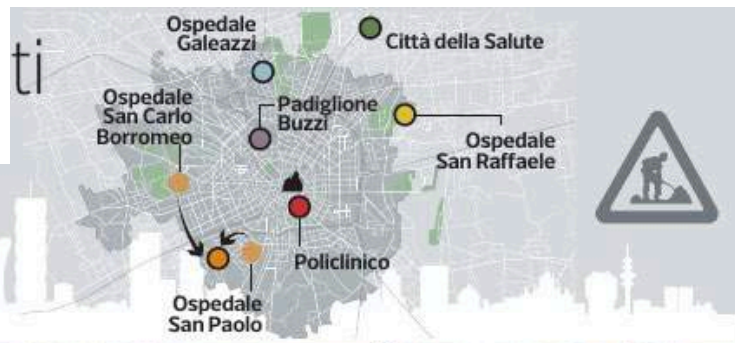 ti
Ospedale
Galeazzi
Città della Salute
Ospedale
San Carlo
Borromeo
Padiglione
Buzzi
Ospedale
San Raffaele
Policlinico
Ospedale
San Paolo